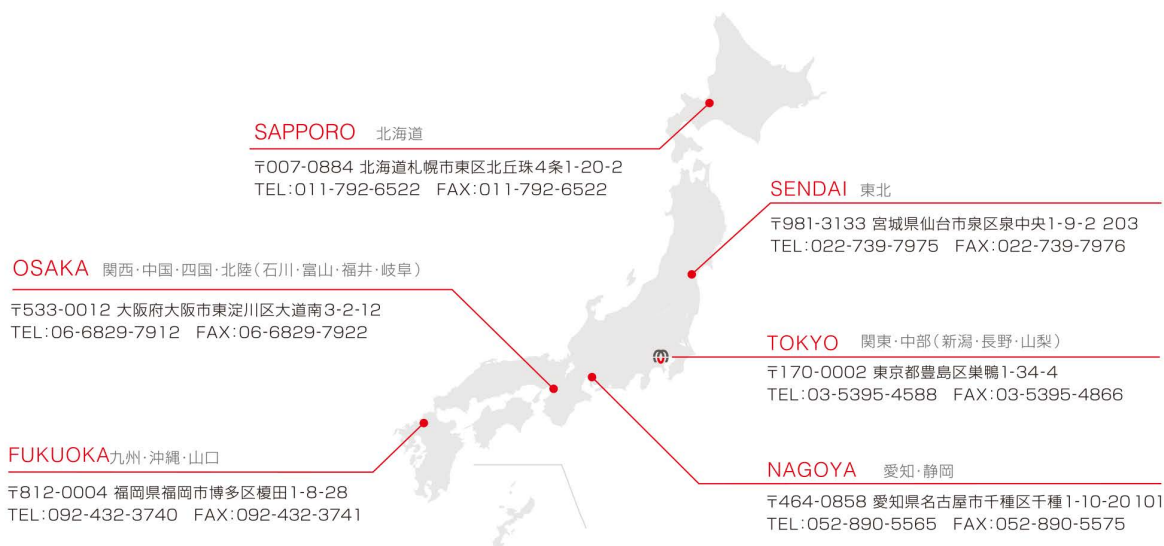 SAPPORO 北海道
〒007-0884 北海道札幌市東区北丘珠4条1-20-2
TEL:011-792-6522 FAX:011-792-6522
SENDAI 東北
〒981-3133 宮城県仙台市泉区泉中央1-9-2 203
TEL:022-739-7975 FAX:022-739-7976
OSAKA 関西·中国·四国·北陸(石川·富山·福井·岐阜)
〒533-0012 大阪府大阪市東淀川区大道南3-2-12
TEL:06-6829-7912 FAX:06-6829-7922
TOKYO 関東·中部(新潟·長野·山梨)
〒170-0002 東京都豊島区巣鴨1-34-4
TEL:03-5395-4588 FAX:03-5395-4866
FUKUOKA 九州·沖縄·山口
〒812-0004 福岡県福岡市博多区榎田1-8-28
TEL:092-432-3740 FAX:092-432-3741
NAGOYA 愛知·静岡
〒464-0858 愛知県名古屋市千種区千種1-10-20 101
TEL:052-890-5565 FAX:052-890-5575